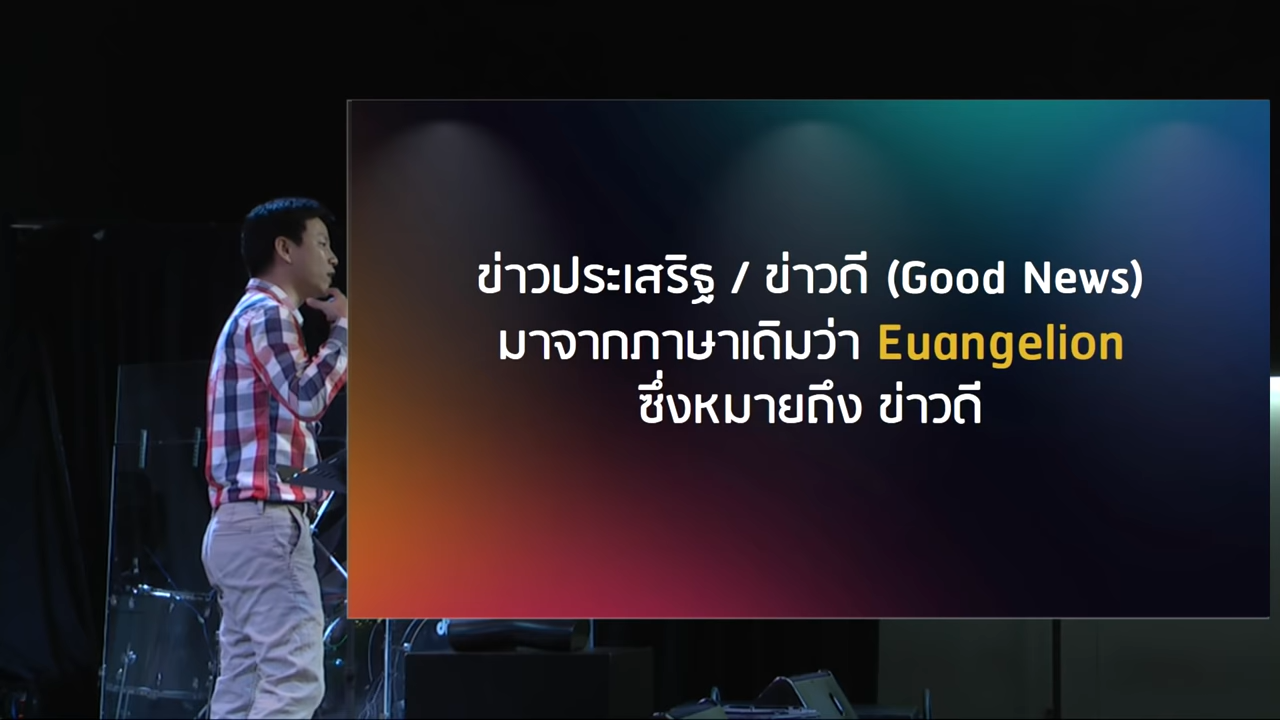 ข่าวประเสริฐ / ข่าวดี (Good News)
มาจากภาษาเดิมว่า Euangelion
ซึ่งหมายถึง ข่าวดี